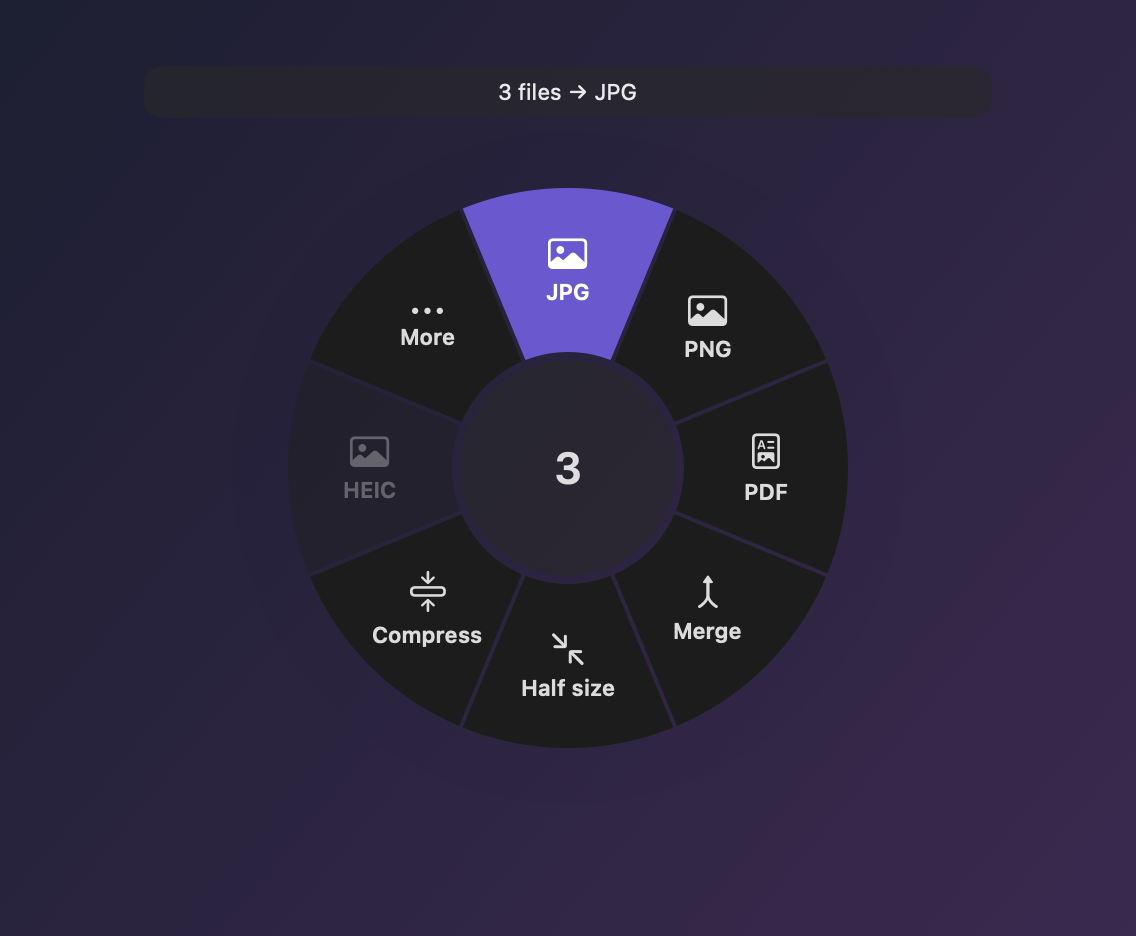 3 files → JPG
JPG
More
PNG
HEIC
3
PDF
Compress
Merge
Half size